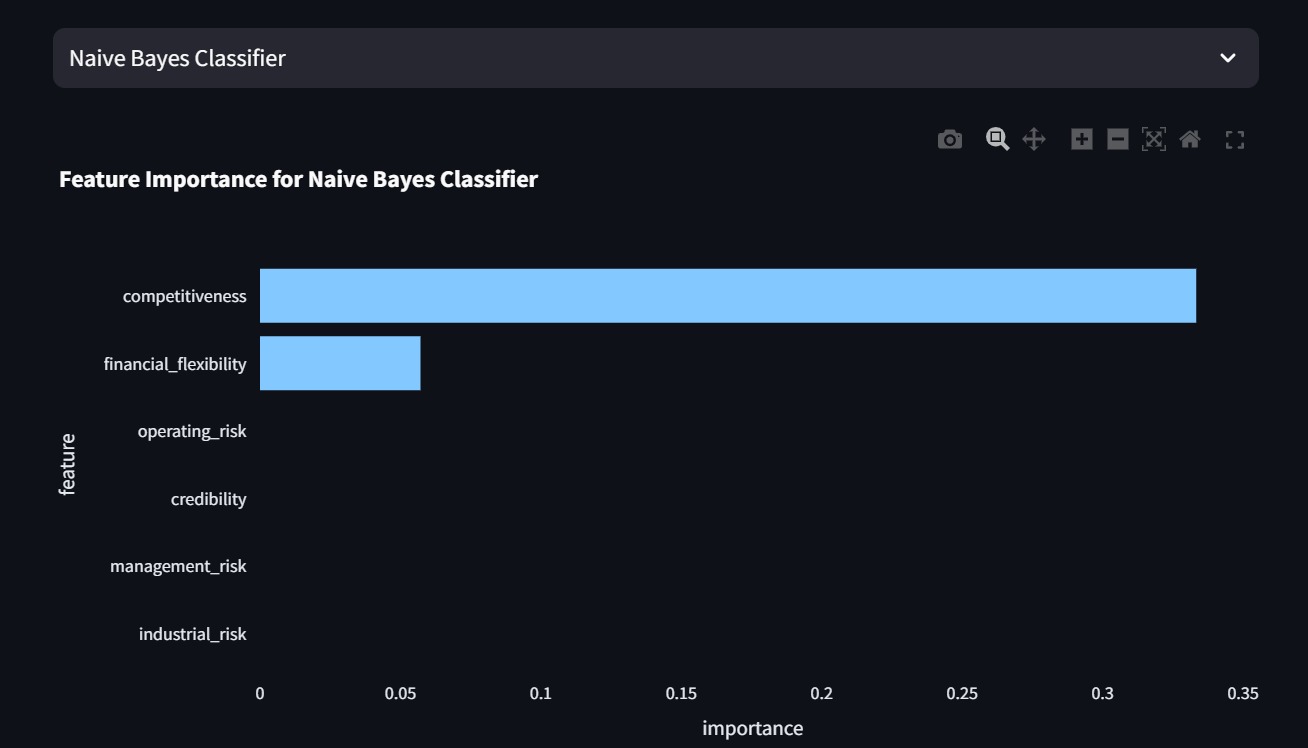 Naive Bayes Classifier
Feature Importance for Naive Bayes Classifier
competitiveness
financial_flexibility
operating_risk
credibility
management_risk
industrial_risk
feature
0 0.05 0.1 0.15 0.2 0.25 0.3 0.35
importance